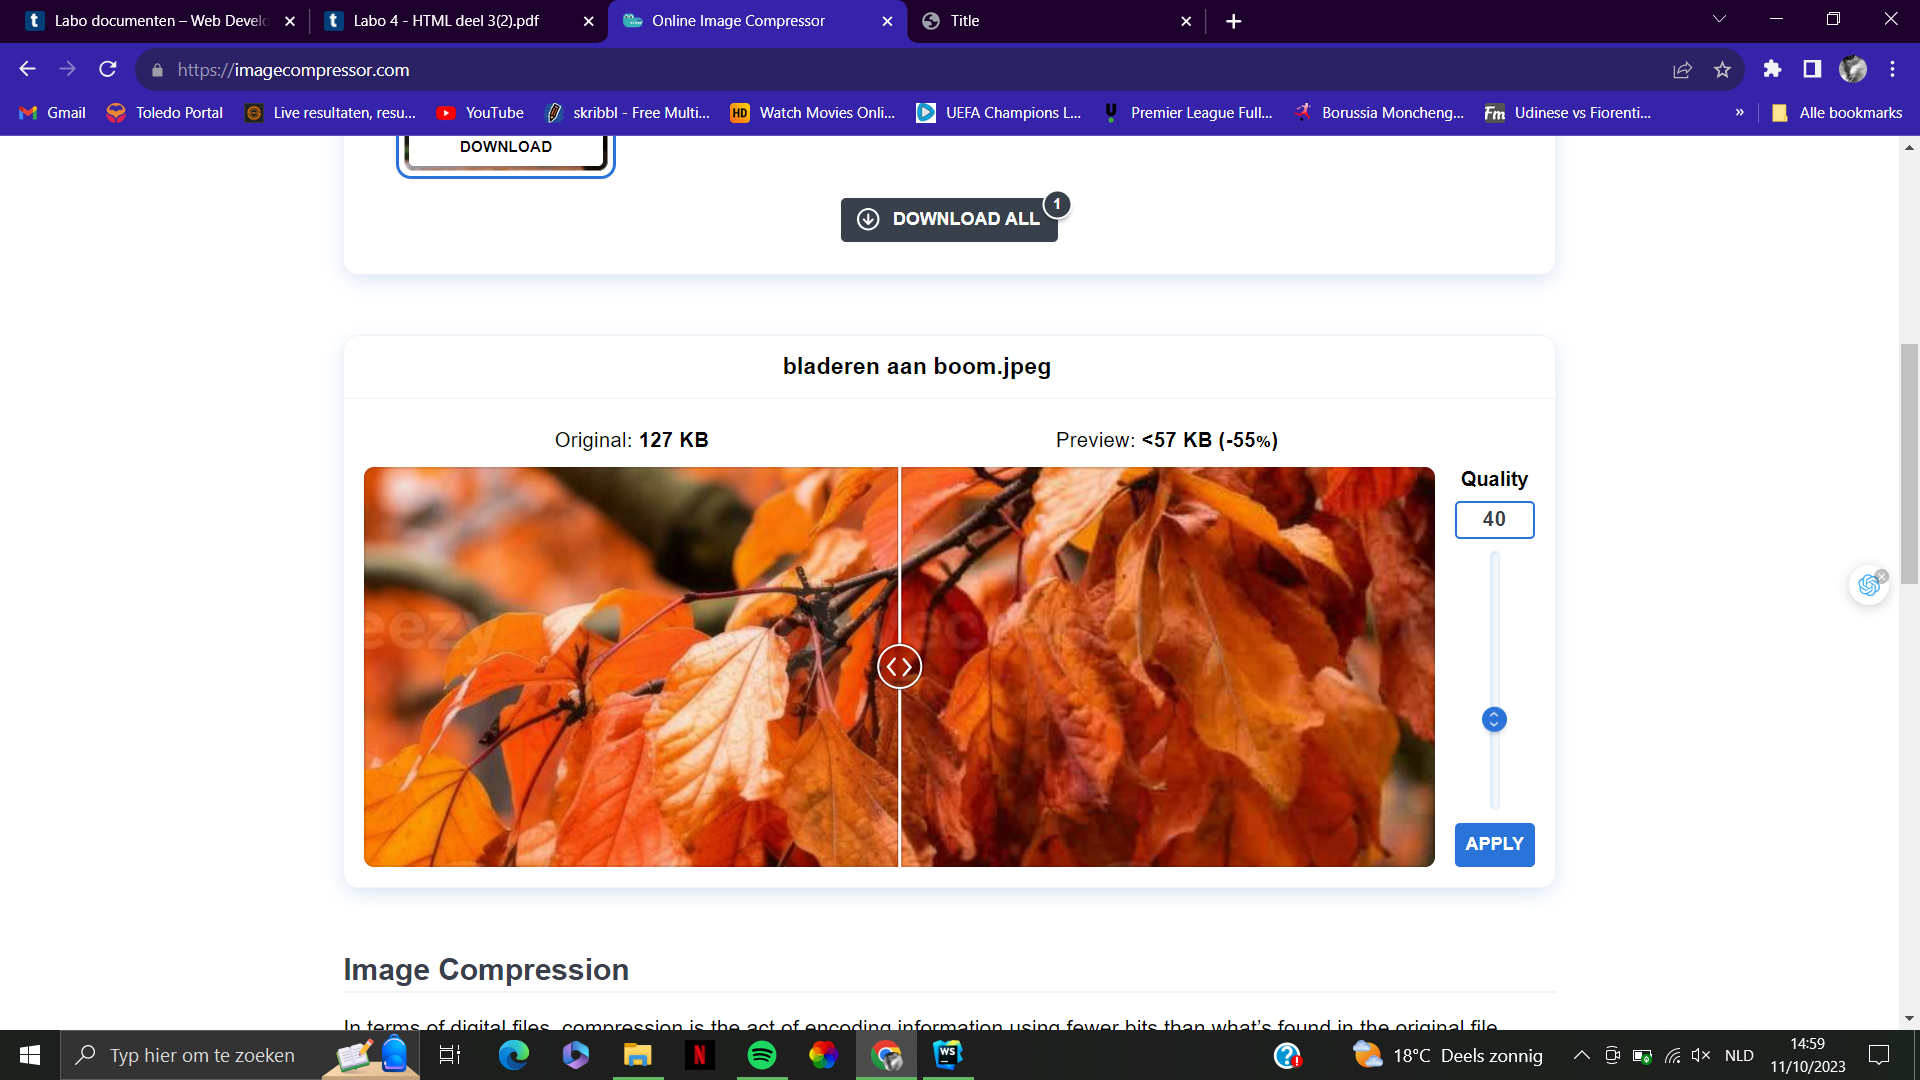 Labo documenten – Web Develo
Labo 4 - HTML deel 3(2).pdf
Online Image Compressor
Title
https://imagecompressor.com
Gmail
Toledo Portal
Live resultaten, resu...
YouTube
skribbl - Free Multi...
HD
Watch Movies Onli...
UEFA Champions L...
Premier League Full...
Borussia Moncheng...
Fm
Udinese vs Fiorenti...
Alle bookmarks
DOWNLOAD
DOWNLOAD ALL
1
bladeren aan boom.jpeg
Original: 127 KB
Preview: <57 KB (-55%)
Quality
40
eezy
APPLY
Image Compression
In terms of digital files, compression is the act of encoding information using fewer bits than what's found in the original file.
Typ hier om te zoeken
WS
18°C Deels zonnig
NLD
14:59
11/10/2023